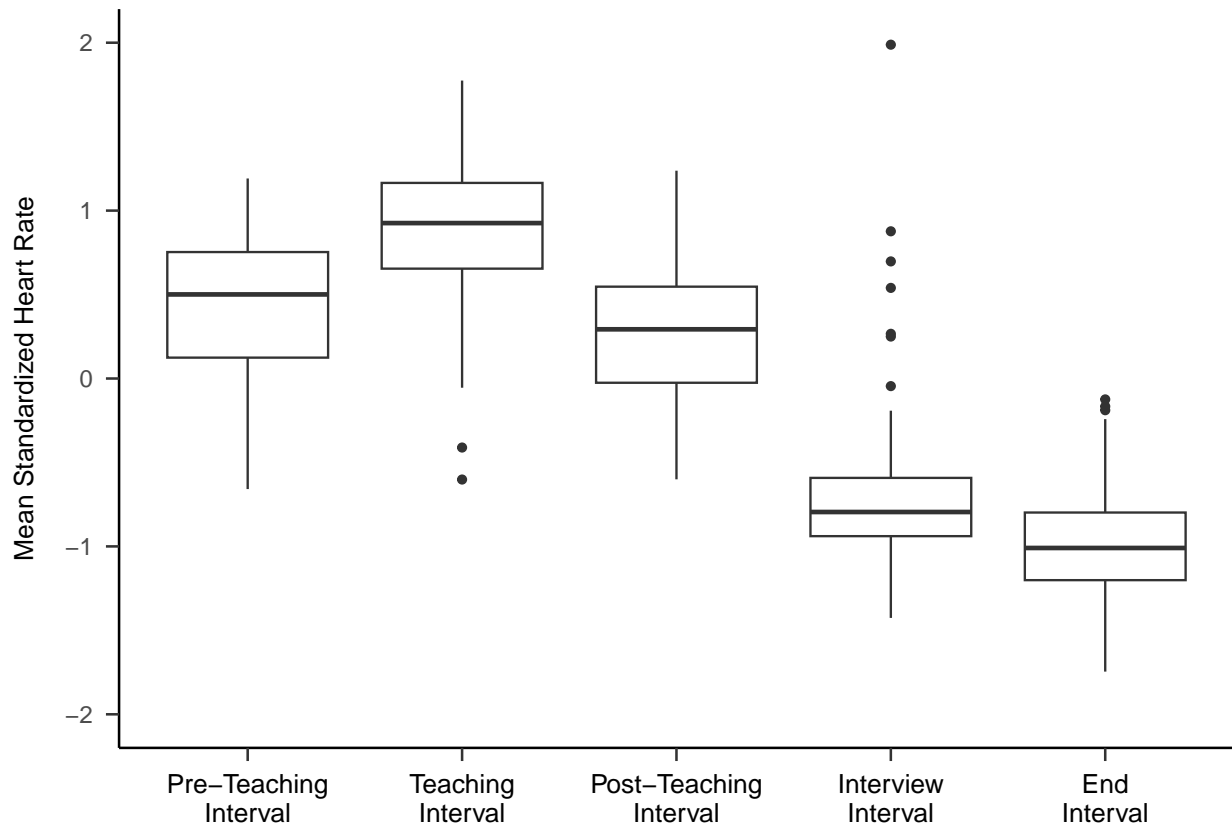 Mean Standardized Heart Rate
2
1
0
−1
−2
Pre−Teaching
Interval
Teaching
Interval
Post−Teaching
Interval
Interview
Interval
End
Interval